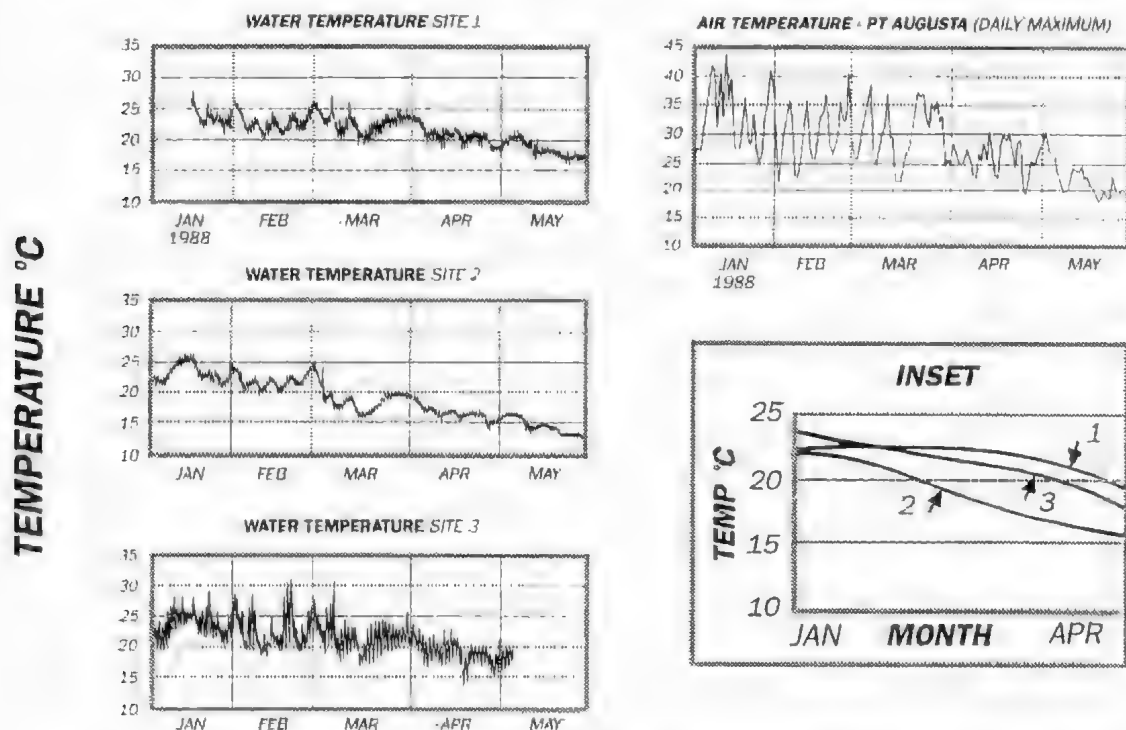 WATER TEMPERATURE SITE 1
35
30
25
20
15
10
JAN FEB MAR APR MAY
1988
WATER TEMPERATURE SITE 2
35
30
25
20
15
10
JAN FEB MAR APR MAY
WATER TEMPERATURE SITE 3
35
30
25
20
15
10
JAN FEB MAR APR MAY
TEMPERATURE °C
AIR TEMPERATURE - PT AUGUSTA (DAILY MAXIMUM)
45
40
35
30
25
20
15
10
JAN FEB MAR APR MAY
1988
INSET
25
20
15
10
TEMP °C
1
2
3
JAN MONTH APR